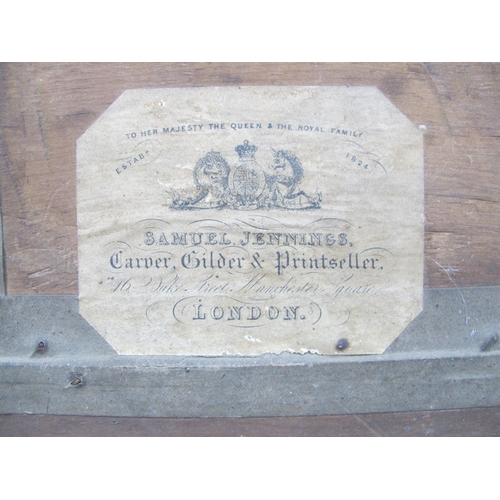 TO HER MAJESTY THE QUEEN & THE ROYAL FAMILY
ESTABD 1824
SAMUEL JENNINGS,
Carver, Gilder & Printseller,
16 Duke Street, Manchester Square
LONDON.